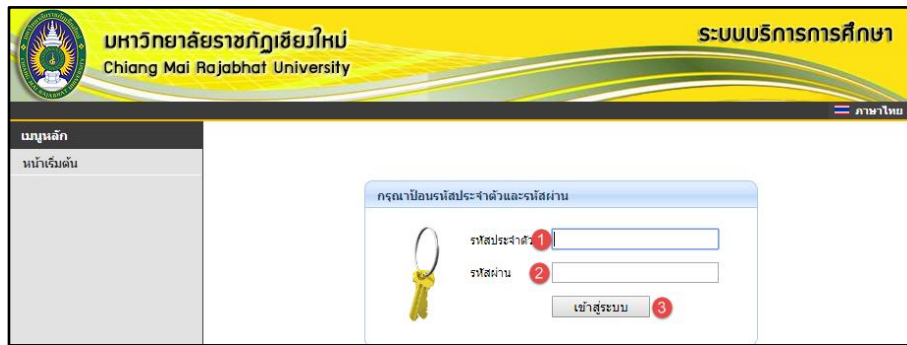 มหาวิทยาลัยราชภัฏเชียงใหม่
Chiang Mai Rajabhat University
ระบบบริการการศึกษา
ภาษาไทย
เมนูหลัก
หน้าเริ่มต้น
กรุณาป้อนรหัสประจำตัวและรหัสผ่าน
รหัสประจำตัว 1
รหัสผ่าน 2
เข้าสู่ระบบ 3